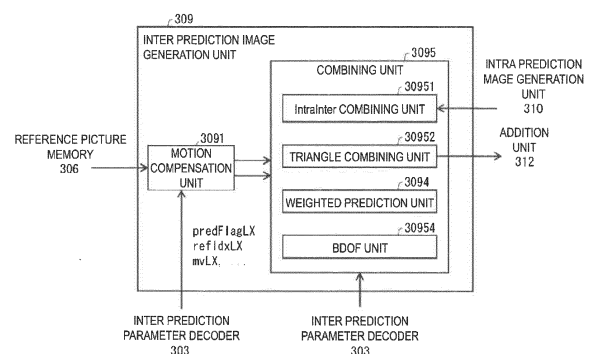 309
INTER PREDICTION IMAGE
GENERATION UNIT
3095
COMBINING UNIT
30951
IntraInter COMBINING UNIT
INTRA PREDICTION
MAGE GENERATION
UNIT
310
REFERENCE PICTURE
MEMORY
306
3091
MOTION
COMPENSATION
UNIT
30952
TRIANGLE COMBINING UNIT
ADDITION
UNIT
312
3094
WEIGHTED PREDICTION UNIT
predFlagLX
refIdxLX
mvLX, ...
30954
BDOF UNIT
INTER PREDICTION
PARAMETER DECODER
303
INTER PREDICTION
PARAMETER DECODER
303